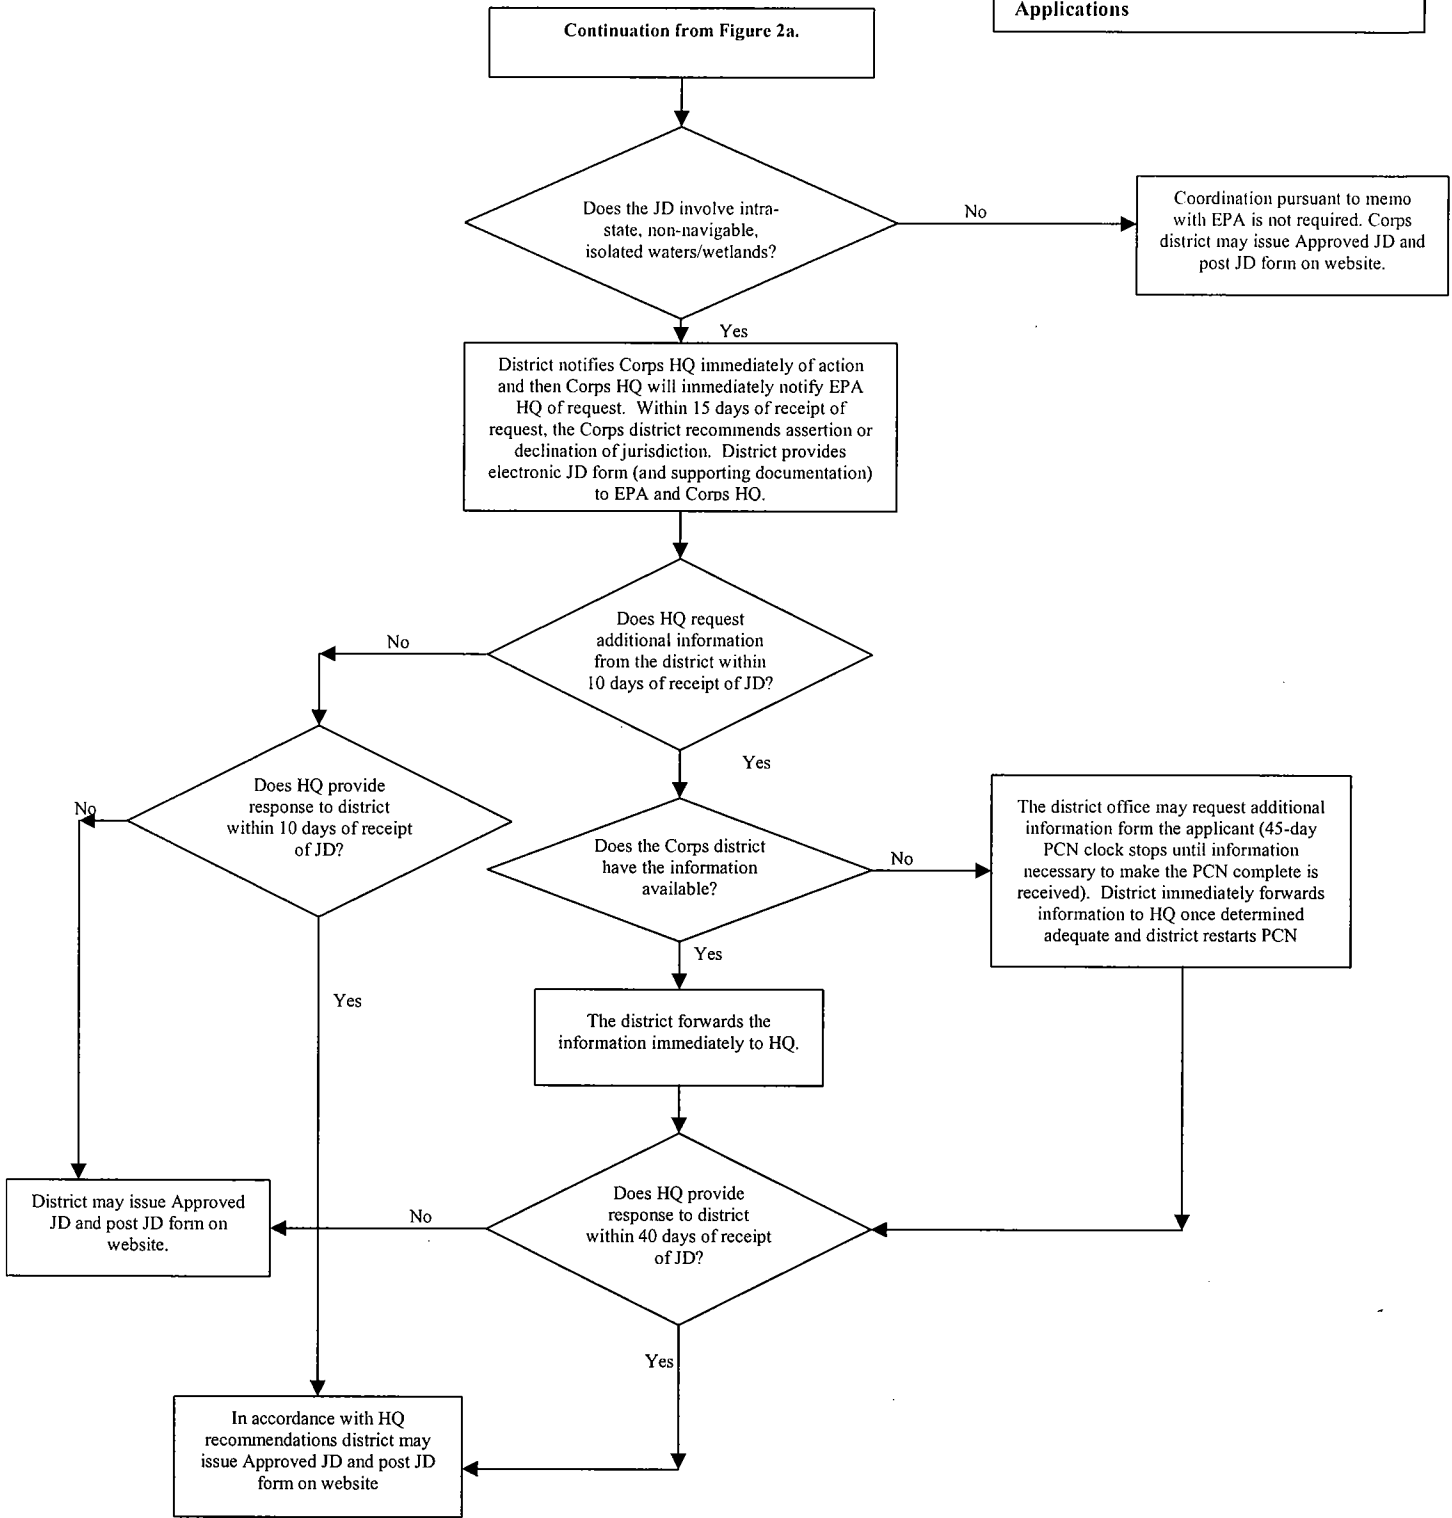 Applications
Continuation from Figure 2a.
Does the JD involve intra-
state, non-navigable,
isolated waters/wetlands?
No
Coordination pursuant to memo
with EPA is not required. Corps
district may issue Approved JD and
post JD form on website.
Yes
District notifies Corps HQ immediately of action
and then Corps HQ will immediately notify EPA
HQ of request. Within 15 days of receipt of
request, the Corps district recommends assertion or
declination of jurisdiction. District provides
electronic JD form (and supporting documentation)
to EPA and Corps HQ.
Does HQ request
additional information
from the district within
10 days of receipt of JD?
No
Yes
Does HQ provide
response to district
within 10 days of receipt
of JD?
No
Yes
Does the Corps district
have the information
available?
No
The district office may request additional
information form the applicant (45-day
PCN clock stops until information
necessary to make the PCN complete is
received). District immediately forwards
information to HQ once determined
adequate and district restarts PCN
Yes
The district forwards the
information immediately to HQ.
Does HQ provide
response to district
within 40 days of receipt
of JD?
No
District may issue Approved
JD and post JD form on
website.
Yes
In accordance with HQ
recommendations district may
issue Approved JD and post JD
form on website